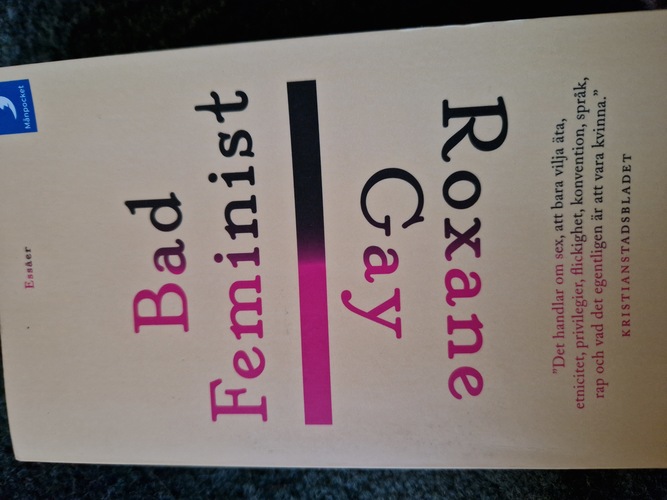 Månpocket
Essäer
Bad
Feminist
Roxane
Gay
"Det handlar om sex, att bara vilja äta,
etnicitet, privilegier, flickighet, konvention, språk,
rap och vad det egentligen är att vara kvinna."
KRISTIANSTADSBLADET